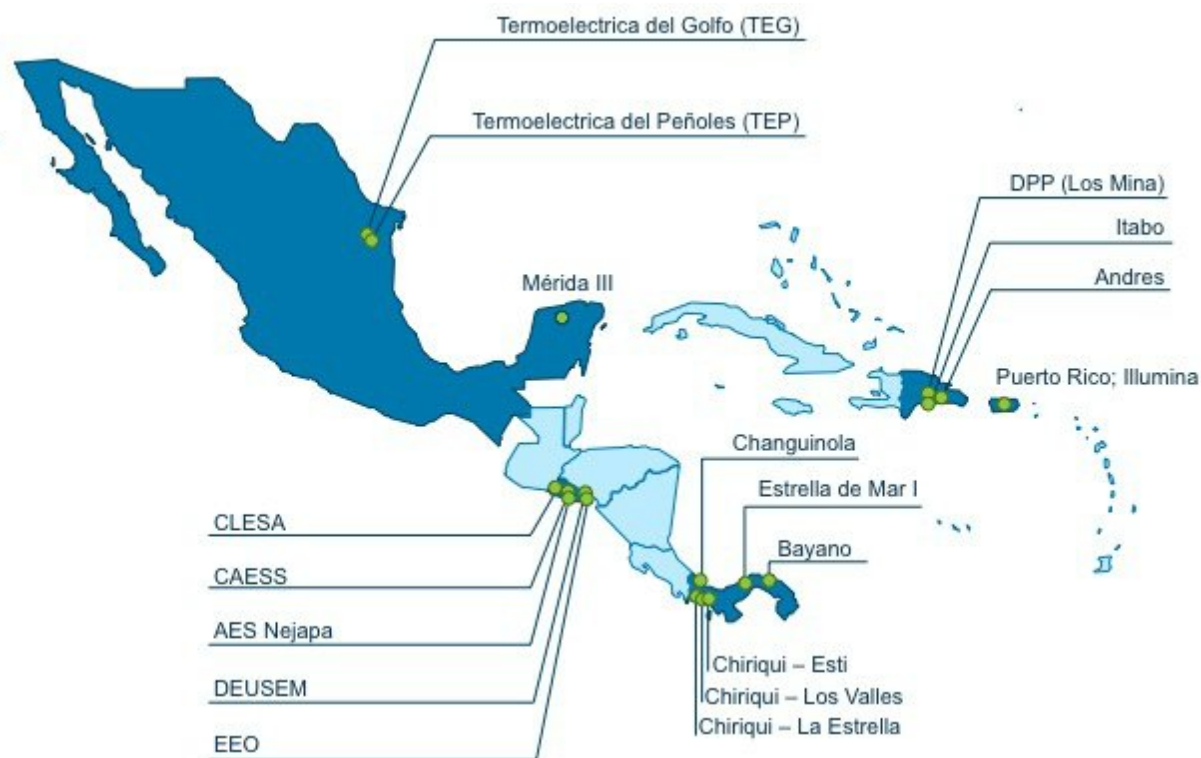 Termoelectrica del Golfo (TEG)
Termoelectrica del Peñoles (TEP)
DPP (Los Mina)
Itabo
Andres
Mérida III
Puerto Rico; Illumina
Changuinola
Estrella de Mar I
Bayano
CLESA
CAESS
AES Nejapa
DEUSEM
EEO
Chiriqui – Esti
Chiriqui – Los Valles
Chiriqui – La Estrella